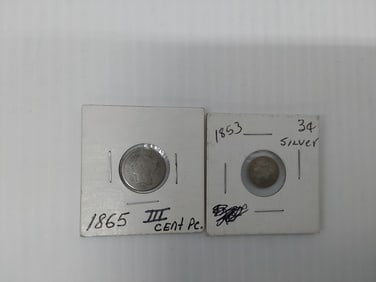 1865 III
CENT PC.
1853 3¢
SILVER